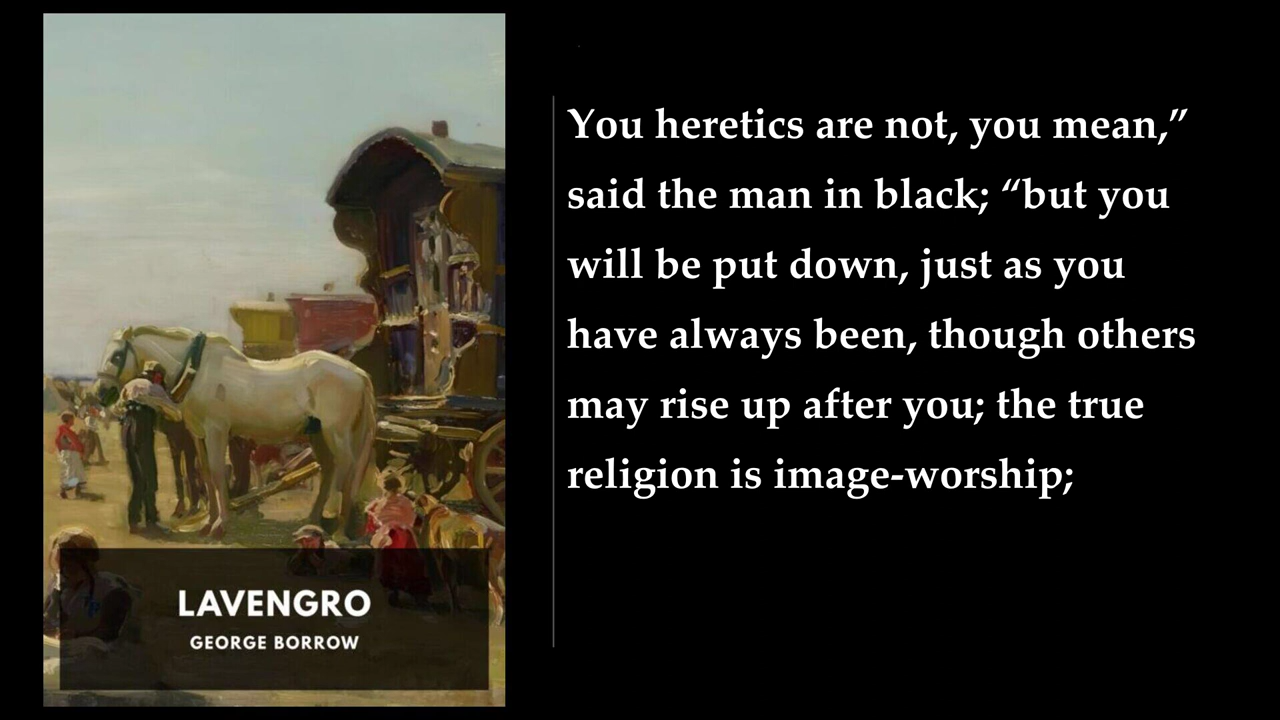 LAVENGRO
GEORGE BORROW
You heretics are not, you mean,”
said the man in black; “but you
will be put down, just as you
have always been, though others
may rise up after you; the true
religion is image-worship;